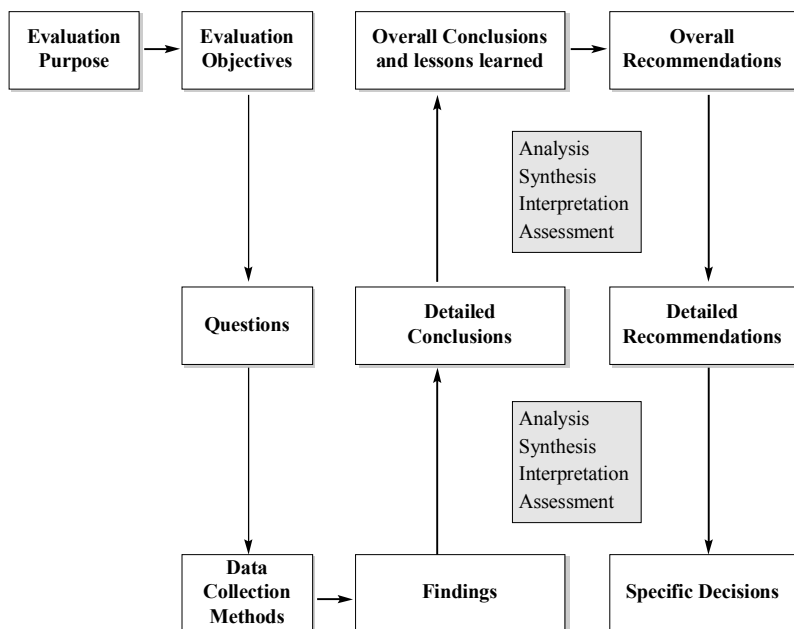 Evaluation
Purpose
Evaluation
Objectives
Overall Conclusions
and lessons learned
Overall
Recommendations
Analysis
Synthesis
Interpretation
Assessment
Questions
Detailed
Conclusions
Detailed
Recommendations
Analysis
Synthesis
Interpretation
Assessment
Data
Collection
Methods
Findings
Specific Decisions